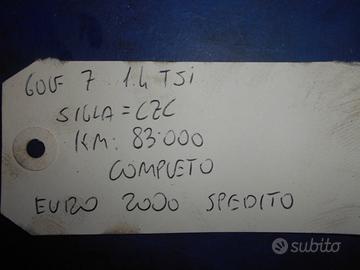 GOLF 7 1.4 TSi
SIGLA = CZC
KM: 83.000
COMPLETO
EURO 2000 SPEDITO
subito